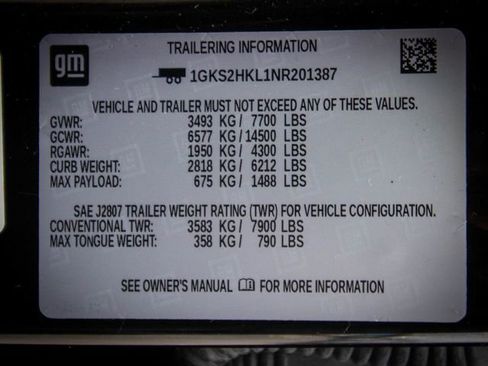 gm
TRAILERING INFORMATION
1GKS2HKL1NR201387
VEHICLE AND TRAILER MUST NOT EXCEED ANY OF THESE VALUES.
GVWR: 3493 KG / 7700 LBS
GCWR: 6577 KG / 14500 LBS
RGAWR: 1950 KG / 4300 LBS
CURB WEIGHT: 2818 KG / 6212 LBS
MAX PAYLOAD: 675 KG / 1488 LBS
SAE J2807 TRAILER WEIGHT RATING (TWR) FOR VEHICLE CONFIGURATION.
CONVENTIONAL TWR: 3583 KG / 7900 LBS
MAX TONGUE WEIGHT: 358 KG / 790 LBS
SEE OWNER'S MANUAL FOR MORE INFORMATION